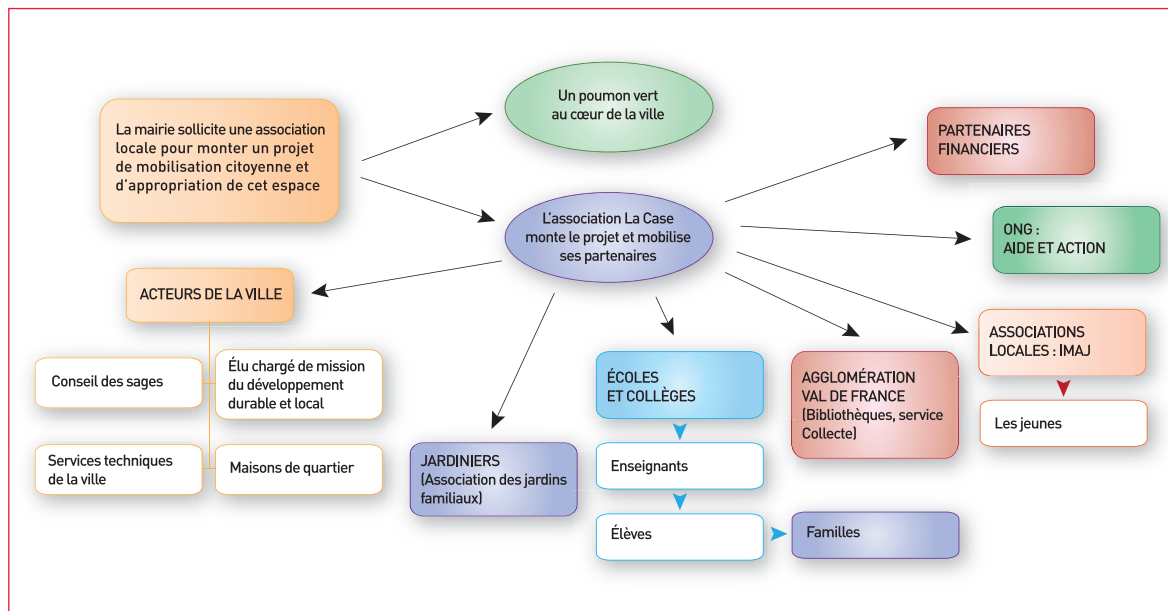 La mairie sollicite une association
locale pour monter un projet
de mobilisation citoyenne et
d'appropriation de cet espace
Un poumon vert
au cœur de la ville
PARTENAIRES
FINANCIERS
L'association La Case
monte le projet et mobilise
ses partenaires
ONG :
AIDE ET ACTION
ACTEURS DE LA VILLE
Conseil des sages
Élu chargé de mission
du développement
durable et local
Services techniques
de la ville
Maisons de quartier
JARDINIERS
(Association des jardins
familiaux)
ÉCOLES
ET COLLÈGES
Enseignants
Élèves
Familles
AGGLOMÉRATION
VAL DE FRANCE
(Bibliothèques, service
Collecte)
ASSOCIATIONS
LOCALES : IMAJ
Les jeunes